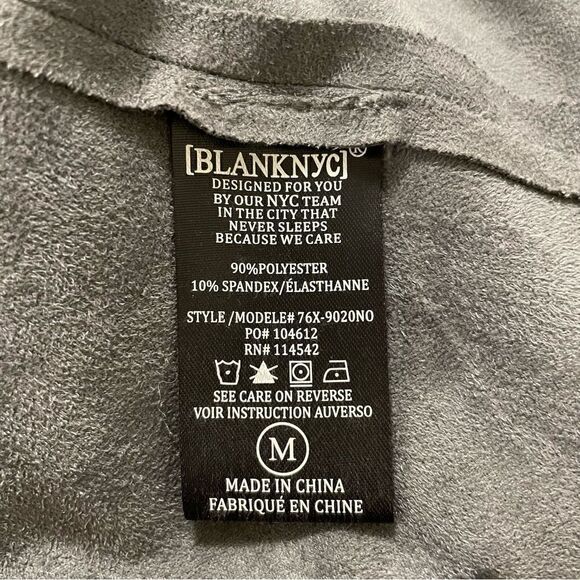 [BLANKNYC]®
DESIGNED FOR YOU
BY OUR NYC TEAM
IN THE CITY THAT
NEVER SLEEPS
BECAUSE WE CARE
90%POLYESTER
10% SPANDEX/ÉLASTHANNE
STYLE /MODELE# 76X-9020NO
PO# 104612
RN# 114542
SEE CARE ON REVERSE
VOIR INSTRUCTION AUVERSO
M
MADE IN CHINA
FABRIQUÉ EN CHINE